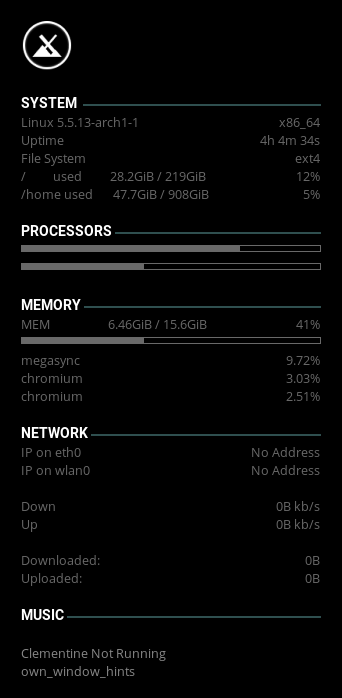 SYSTEM
Linux 5.5.13-arch1-1 x86_64
Uptime 4h 4m 34s
File System ext4
/ used 28.2GiB / 219GiB 12%
/home used 47.7GiB / 908GiB 5%
PROCESSORS
MEMORY
MEM 6.46GiB / 15.6GiB 41%
megasync 9.72%
chromium 3.03%
chromium 2.51%
NETWORK
IP on eth0 No Address
IP on wlan0 No Address
Down 0B kb/s
Up 0B kb/s
Downloaded: 0B
Uploaded: 0B
MUSIC
Clementine Not Running
own_window_hints